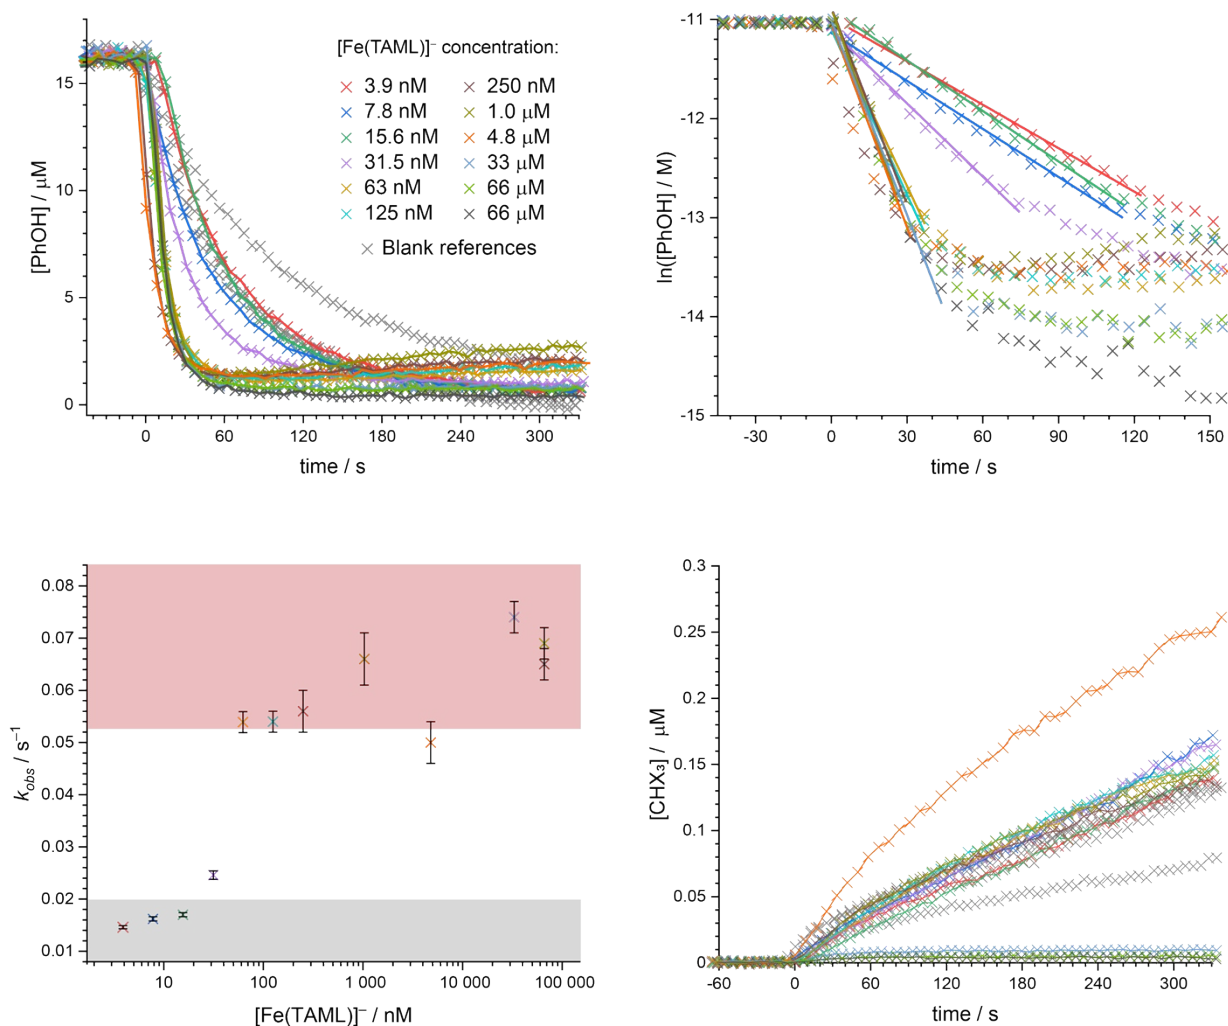 [Fe(TAML)]⁻ concentration:
3.9 nM 250 nM
7.8 nM 1.0 μM
15.6 nM 4.8 μM
31.5 nM 33 μM
63 nM 66 μM
125 nM 66 μM
Blank references
15
10
5
0
[PhOH] / μM
0 60 120 180 240 300
time / s
-11
-12
-13
-14
-15
ln([PhOH] / M)
-30 0 30 60 90 120 150
time / s
0.08
0.07
0.06
0.05
0.04
0.03
0.02
0.01
k_obs / s⁻¹
10 100 1 000 10 000 100 000
[Fe(TAML)]⁻ / nM
0.3
0.25
0.2
0.15
0.1
0.05
0
[CHX₃] / μM
-60 0 60 120 180 240 300
time / s